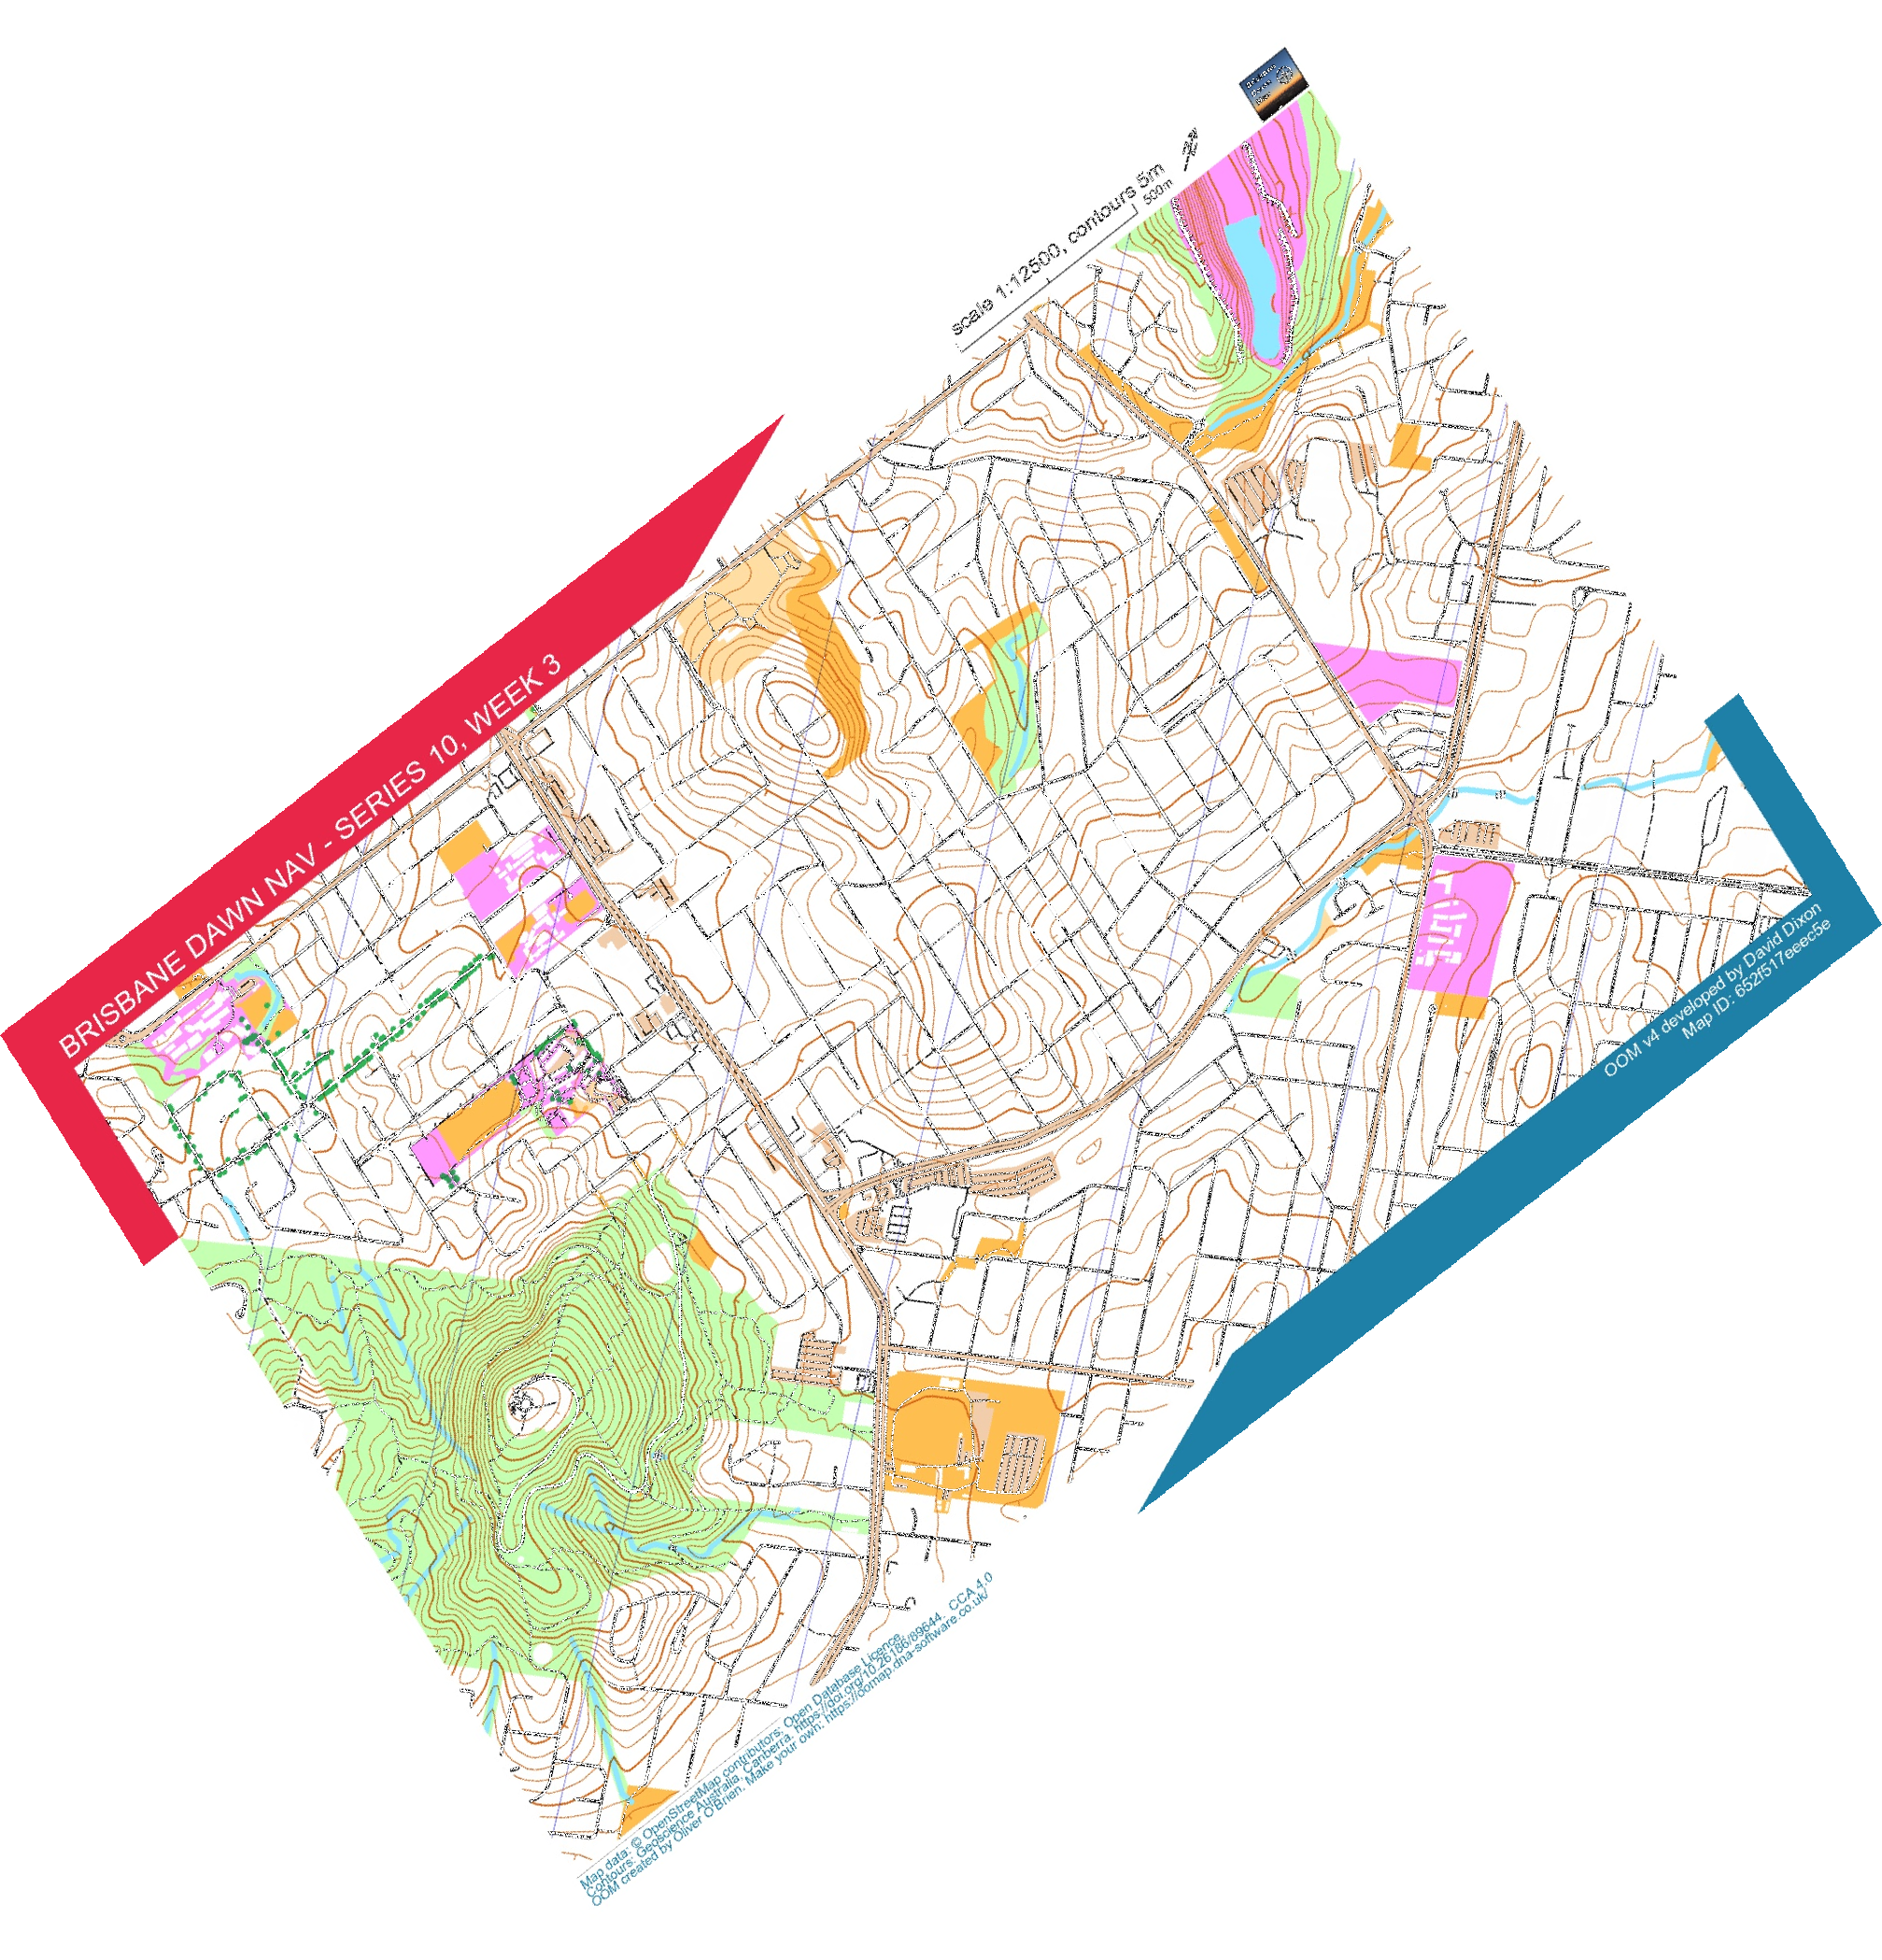 scale 1:12500, contours 5m
500m
BRISBANE DAWN NAV - SERIES 10, WEEK 3
OOM v4 developed by David Dixon
Map ID: 652f517eeec5e
Map data: © OpenStreetMap contributors: Open Database Licence.
Contours: Geoscience Australia, Canberra, https://doi.org/10.26186/89644. CCA 4.0
OOM created by Oliver O'Brien. Make your own: https://oomap.dna-software.co.uk/